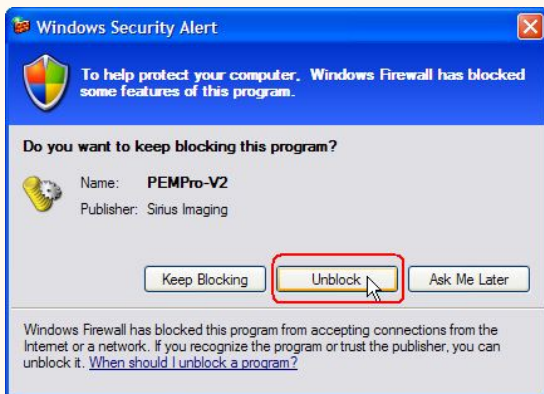 Windows Security Alert
To help protect your computer, Windows Firewall has blocked
some features of this program.
Do you want to keep blocking this program?
Name: PEMPro-V2
Publisher: Sirius Imaging
Keep Blocking Unblock Ask Me Later
Windows Firewall has blocked this program from accepting connections from the
Internet or a network. If you recognize the program or trust the publisher, you can
unblock it. When should I unblock a program?